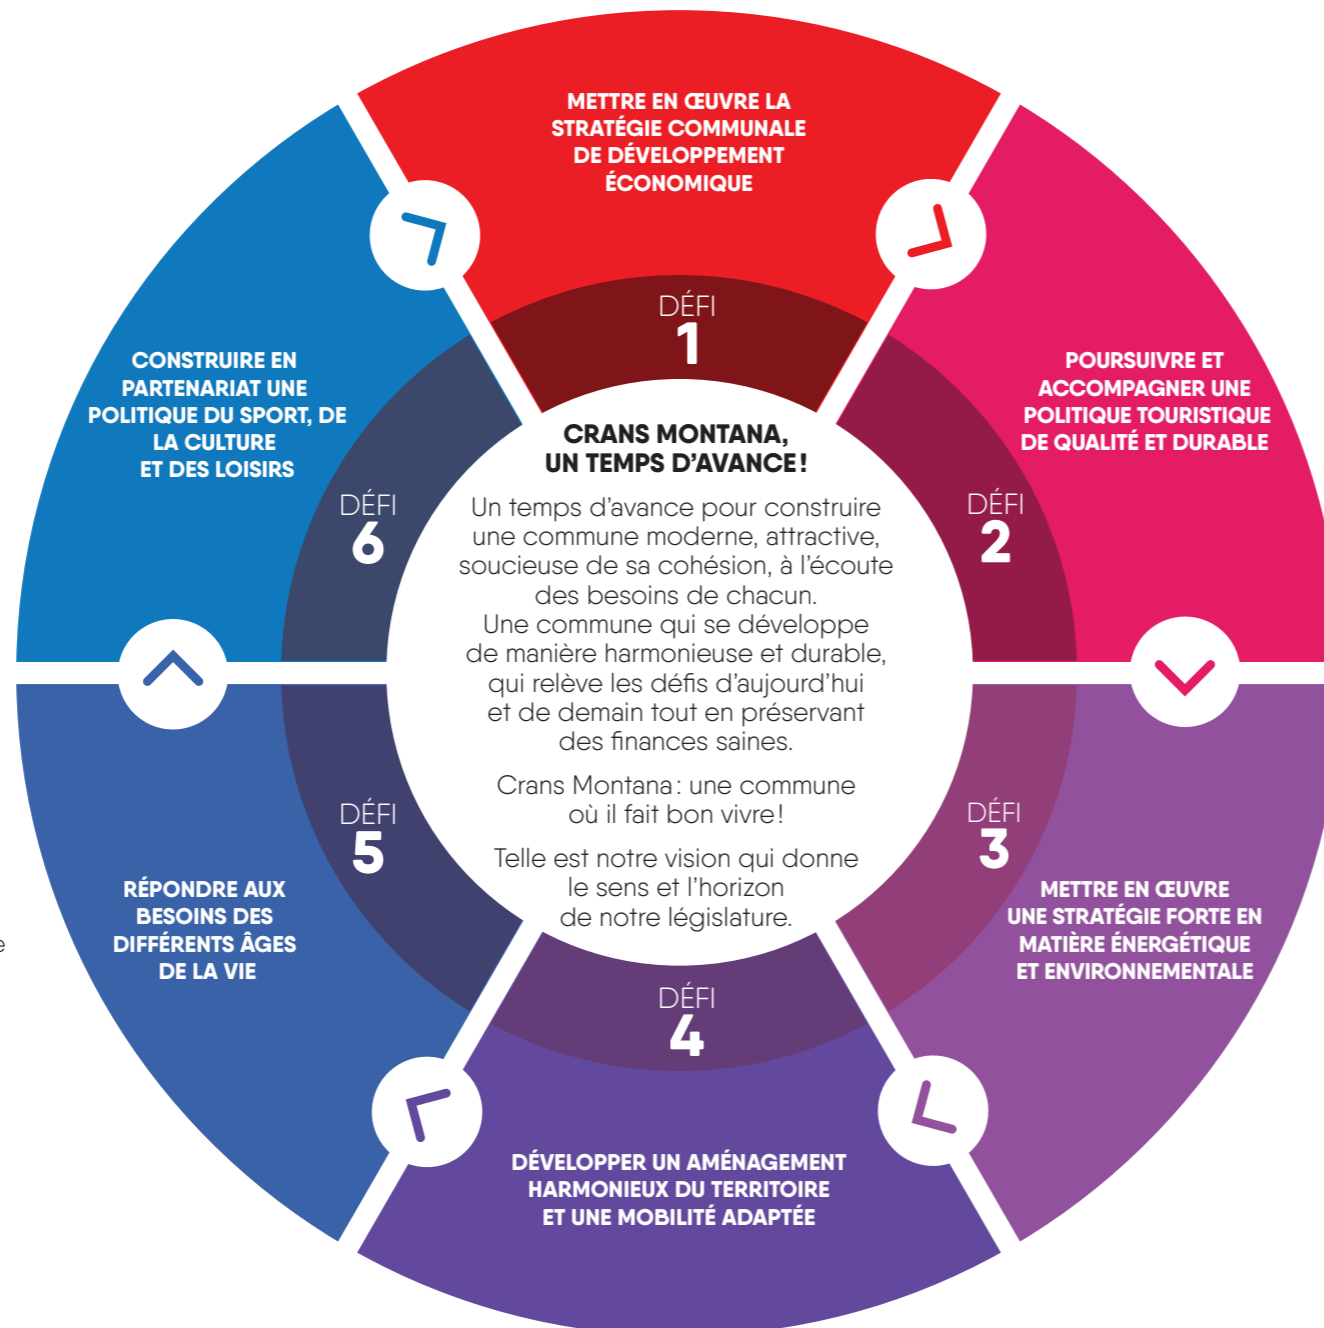 METTRE EN ŒUVRE LA
STRATÉGIE COMMUNALE
DE DÉVELOPPEMENT
ÉCONOMIQUE
DÉFI
1
POURSUIVRE ET
ACCOMPAGNER UNE
POLITIQUE TOURISTIQUE
DE QUALITÉ ET DURABLE
DÉFI
2
METTRE EN ŒUVRE
UNE STRATÉGIE FORTE EN
MATIÈRE ÉNERGÉTIQUE
ET ENVIRONNEMENTALE
DÉFI
3
DÉFI
4
DÉVELOPPER UN AMÉNAGEMENT
HARMONIEUX DU TERRITOIRE
ET UNE MOBILITÉ ADAPTÉE
DÉFI
5
RÉPONDRE AUX
BESOINS DES
DIFFÉRENTS ÂGES
DE LA VIE
CONSTRUIRE EN
PARTENARIAT UNE
POLITIQUE DU SPORT, DE
LA CULTURE
ET DES LOISIRS
DÉFI
6
CRANS MONTANA,
UN TEMPS D'AVANCE!
Un temps d'avance pour construire
une commune moderne, attractive,
soucieuse de sa cohésion, à l'écoute
des besoins de chacun.
Une commune qui se développe
de manière harmonieuse et durable,
qui relève les défis d'aujourd'hui
et de demain tout en préservant
des finances saines.
Crans Montana: une commune
où il fait bon vivre!
Telle est notre vision qui donne
le sens et l'horizon
de notre législature.
e